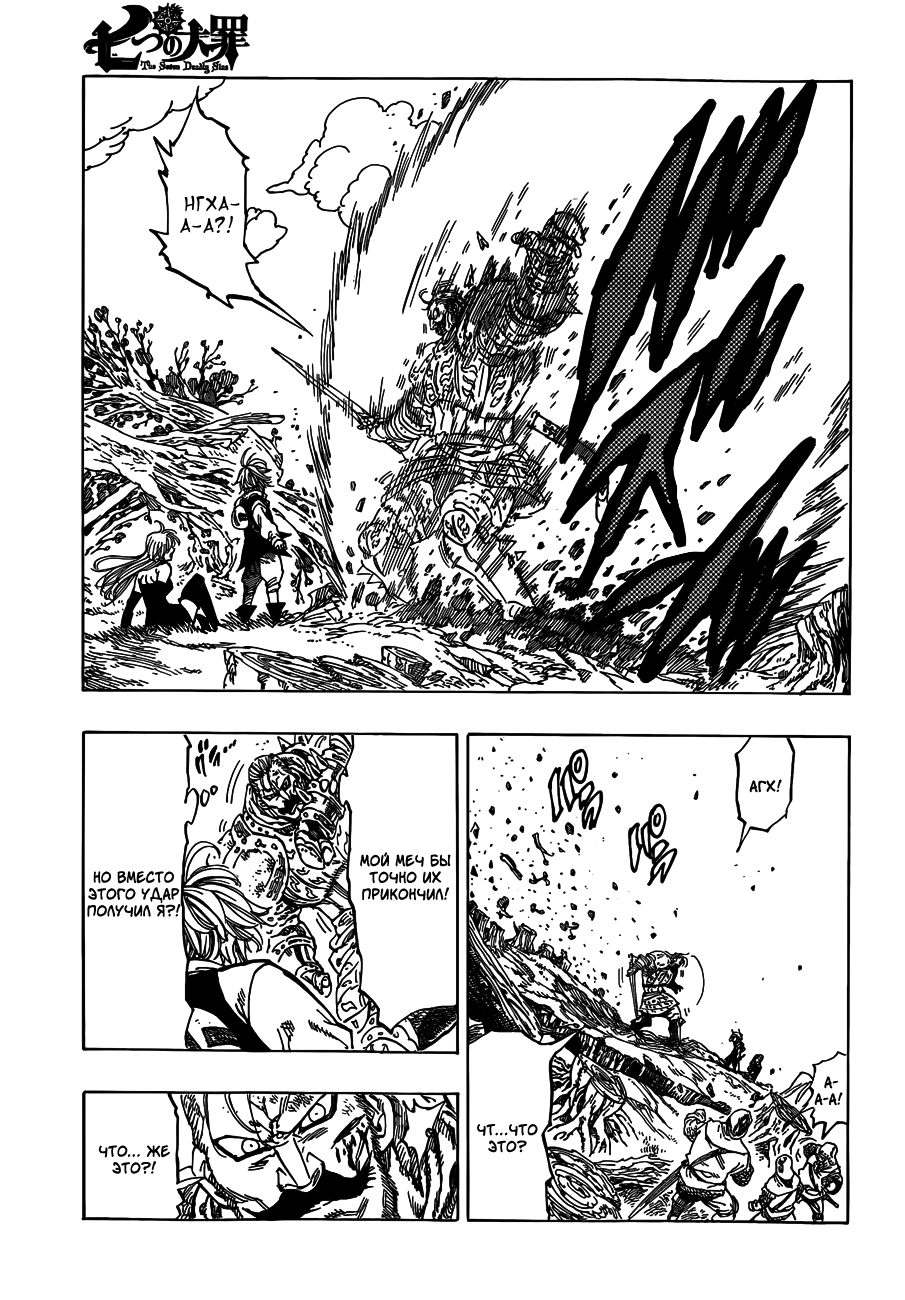 七つの大罪
The Seven Deadly Sins
НГХА-
А-А?!
АГХ!
А-
А-А!
ЧТ...ЧТО
ЭТО?
МОЙ МЕЧ БЫ
ТОЧНО ИХ
ПРИКОНЧИЛ!
НО ВМЕСТО
ЭТОГО УДАР
ПОЛУЧИЛ Я?!
ЧТО... ЖЕ
ЭТО?!